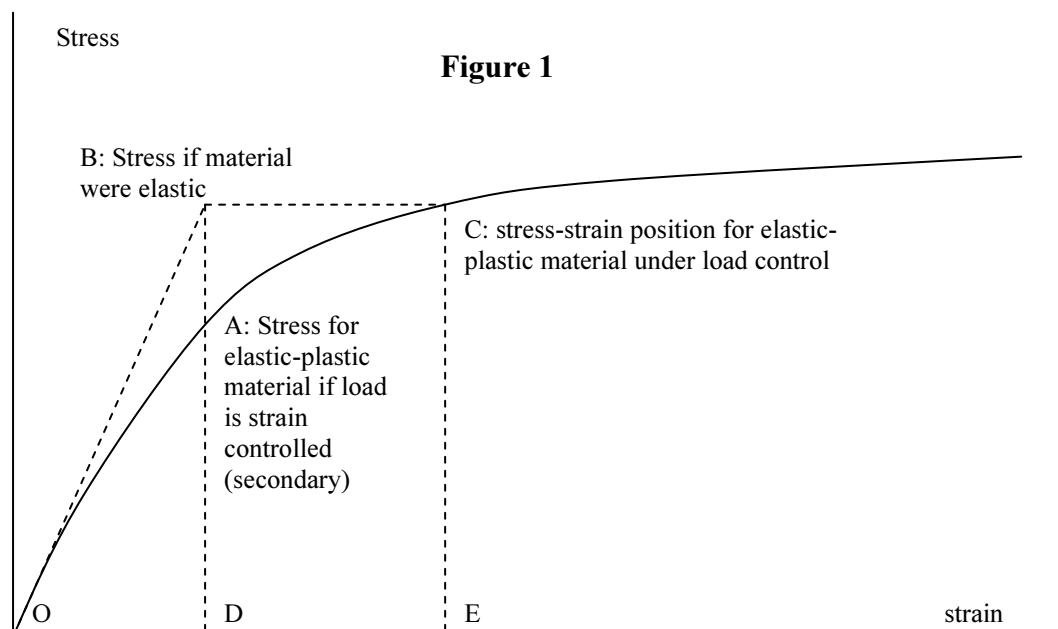 Stress
Figure 1
B: Stress if material
were elastic
C: stress-strain position for elastic-
plastic material under load control
A: Stress for
elastic-plastic
material if load
is strain
controlled
(secondary)
O
D
E
strain